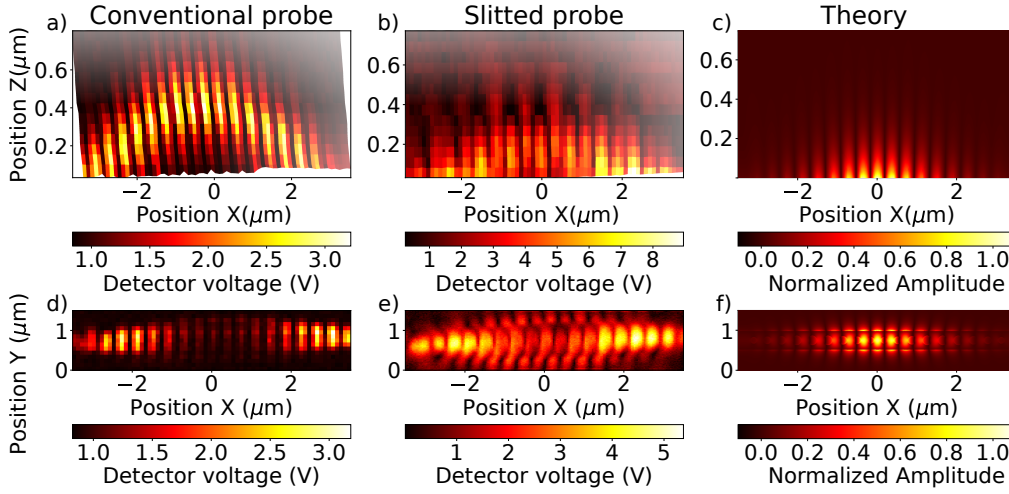 Conventional probe
Slitted probe
Theory
a)
b)
c)
Position Z(μm)
0.6
0.4
0.2
0.6
0.4
0.2
0.6
0.4
0.2
−2 0 2
−2 0 2
−2 0 2
Position X(μm)
Position X(μm)
Position X(μm)
1.0 1.5 2.0 2.5 3.0
1 2 3 4 5 6 7 8
0.0 0.2 0.4 0.6 0.8 1.0
Detector voltage (V)
Detector voltage (V)
Normalized Amplitude
d)
e)
f)
Position Y (μm)
1
0
1
0
1
0
−2 0 2
−2 0 2
−2 0 2
Position X (μm)
Position X (μm)
Position X (μm)
1.0 1.5 2.0 2.5 3.0
1 2 3 4 5
0.0 0.2 0.4 0.6 0.8 1.0
Detector voltage (V)
Detector voltage (V)
Normalized Amplitude